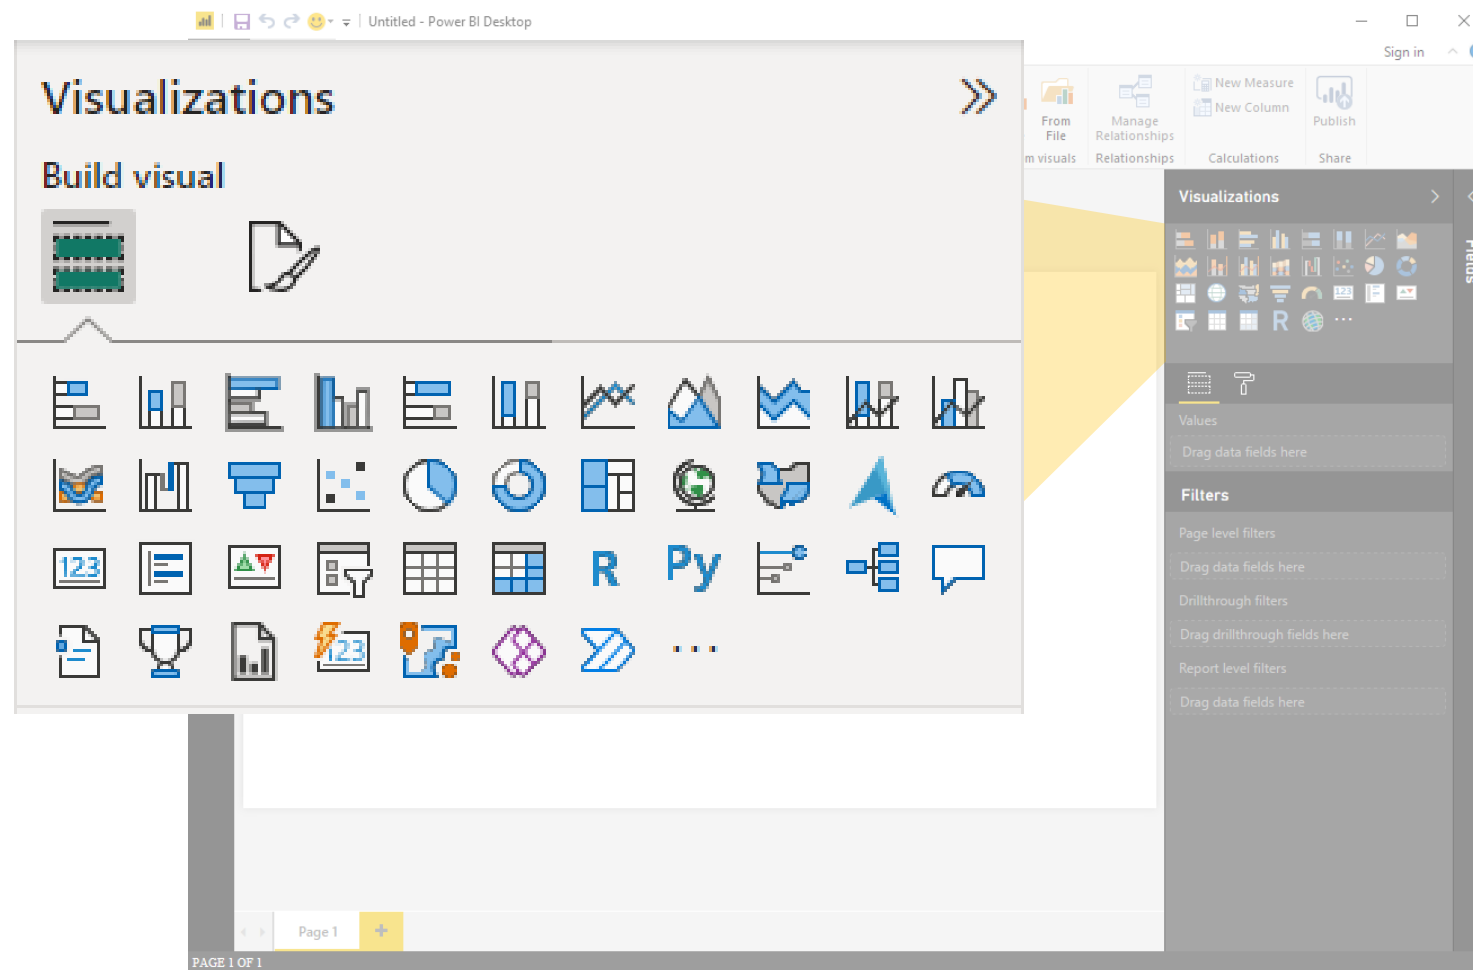 Untitled - Power BI Desktop
Sign in
Visualizations
Build visual
From
File
m visuals
Manage
Relationships
Relationships
New Measure
New Column
Calculations
Publish
Share
Visualizations
Fields
123
R
Values
Drag data fields here
Filters
Page level filters
Drag data fields here
Drillthrough filters
Drag drillthrough fields here
Report level filters
Drag data fields here
123
R
Py
123
Page 1
PAGE 1 OF 1